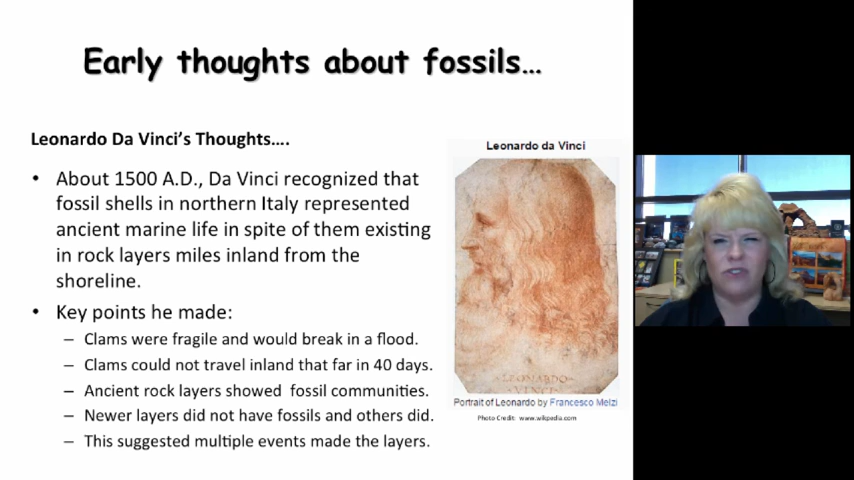 Early thoughts about fossils…
Leonardo Da Vinci's Thoughts….
• About 1500 A.D., Da Vinci recognized that
fossil shells in northern Italy represented
ancient marine life in spite of them existing
in rock layers miles inland from the
shoreline.
• Key points he made:
– Clams were fragile and would break in a flood.
– Clams could not travel inland that far in 40 days.
– Ancient rock layers showed fossil communities.
– Newer layers did not have fossils and others did.
– This suggested multiple events made the layers.
Leonardo da Vinci
LEONARDO
VINCI
Portrait of Leonardo by Francesco Melzi
Photo Credit: www.wikipedia.com